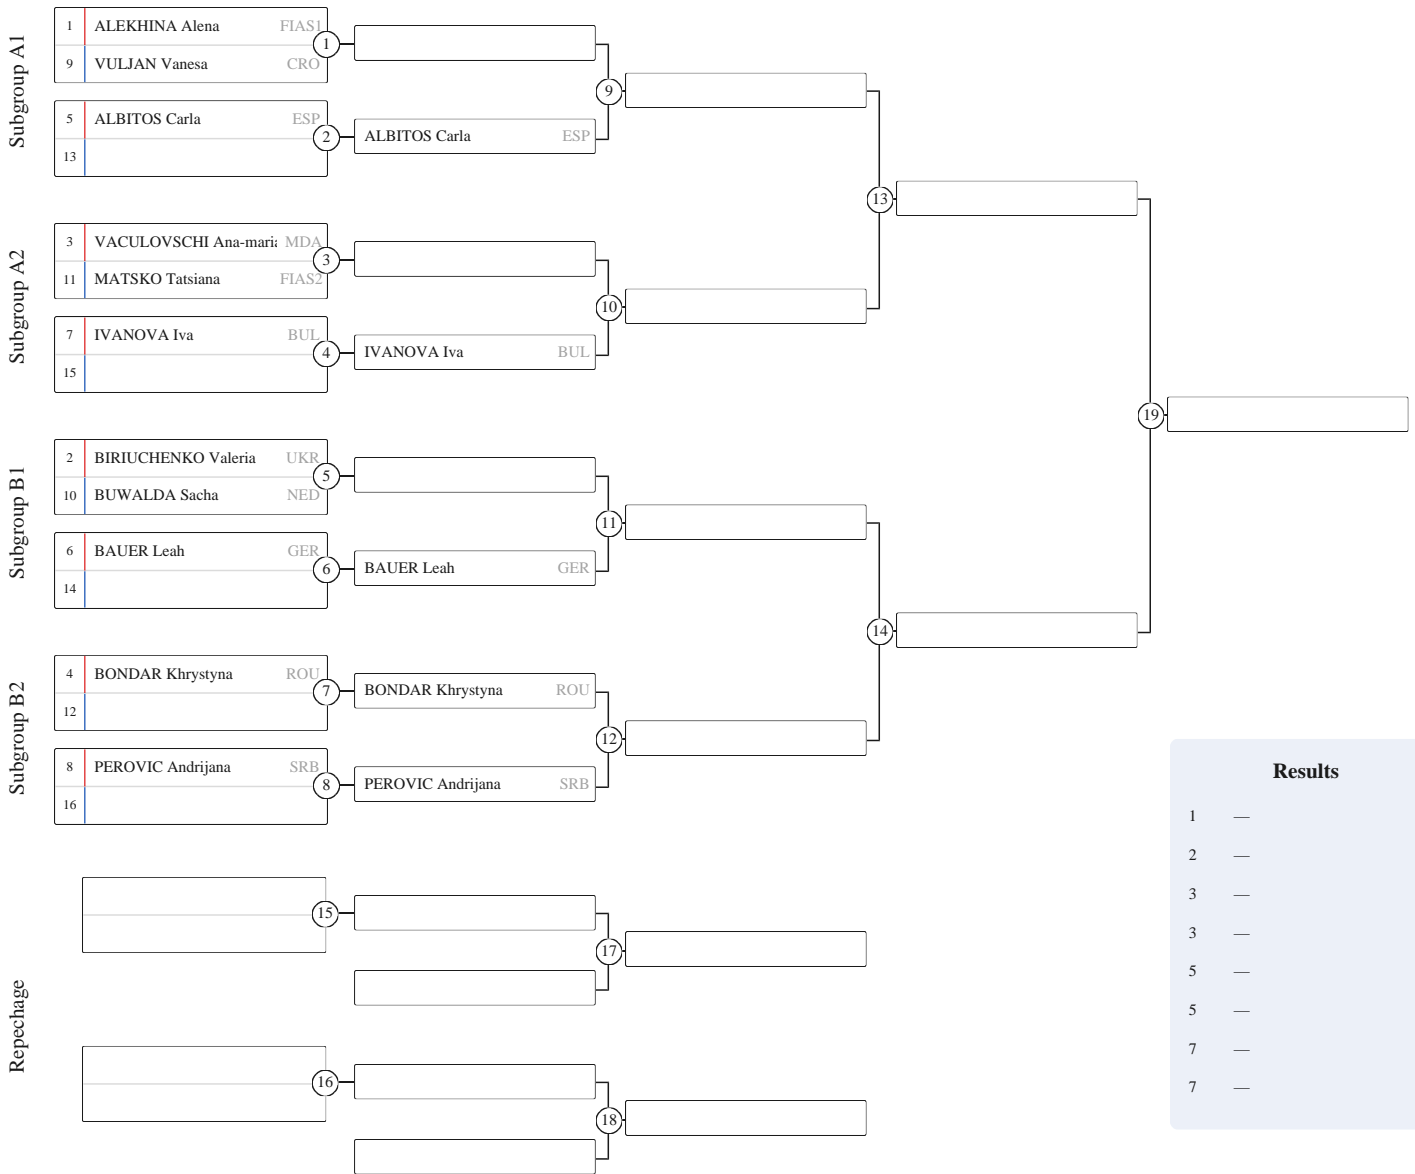 Subgroup A1
1 ALEKHINA Alena FIAS1
9 VULJAN Vanesa CRO
1
5 ALBITOS Carla ESP
13
2
ALBITOS Carla ESP
9
Subgroup A2
3 VACULOVSCHI Ana-maria MDA
11 MATSKO Tatsiana FIAS2
3
7 IVANOVA Iva BUL
15
4
IVANOVA Iva BUL
10
13
Subgroup B1
2 BIRIUCHENKO Valeria UKR
10 BUWALDA Sacha NED
5
6 BAUER Leah GER
14
6
BAUER Leah GER
11
Subgroup B2
4 BONDAR Khrystyna ROU
12
7
BONDAR Khrystyna ROU
8 PEROVIC Andrijana SRB
16
8
PEROVIC Andrijana SRB
12
14
19
Repechage
15
17
16
18
Results
1 —
2 —
3 —
3 —
5 —
5 —
7 —
7 —